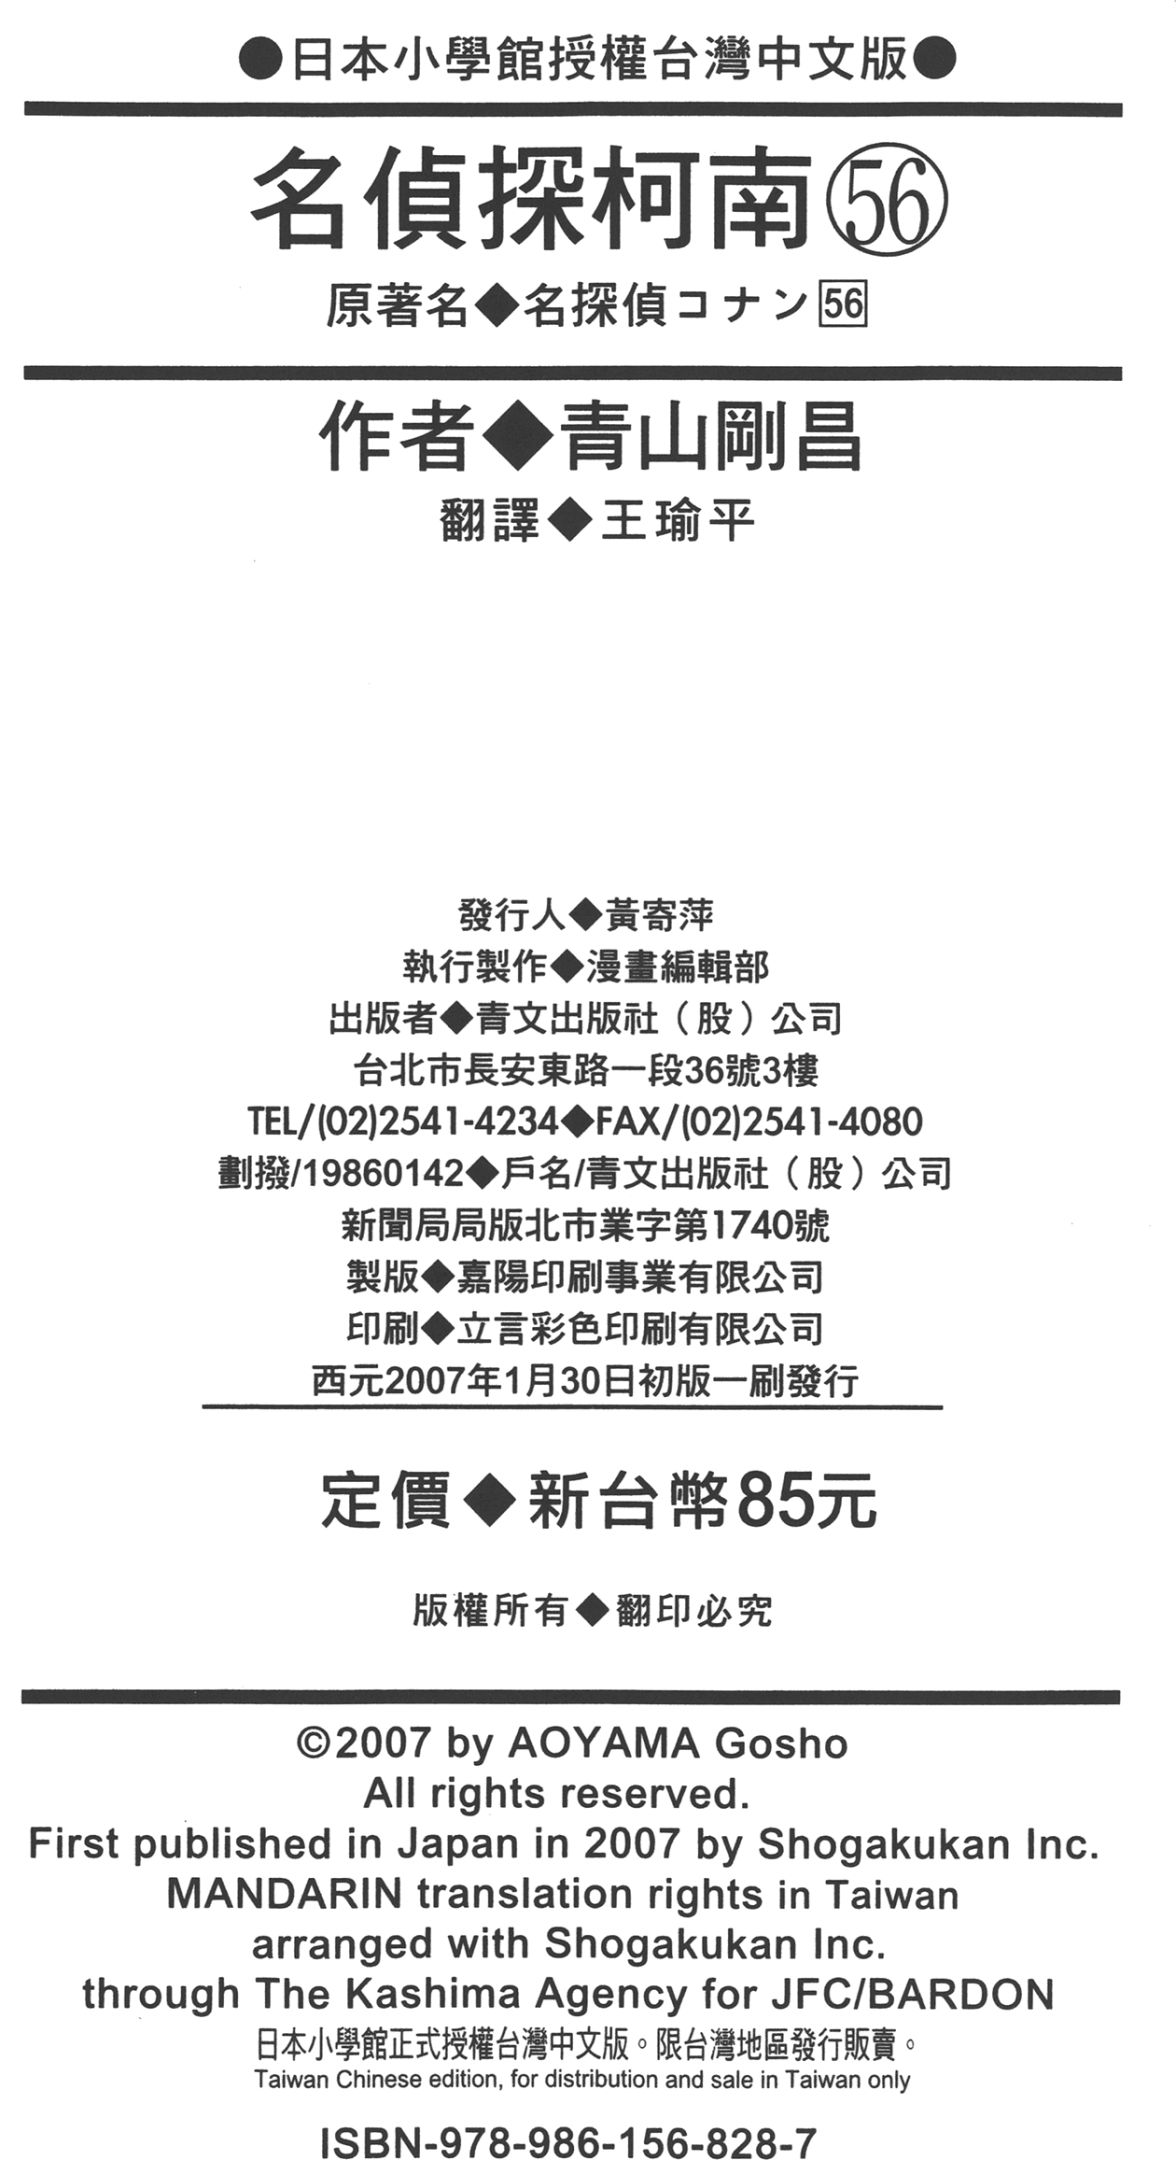 ●日本小學館授權台灣中文版●
名偵探柯南㊺
原著名◆名探偵コナン56
作者◆青山剛昌
翻譯◆王瑜平
發行人◆黃寄萍
執行製作◆漫畫編輯部
出版者◆青文出版社（股）公司
台北市長安東路一段36號3樓
TEL/(02)2541-4234◆FAX/(02)2541-4080
劃撥/19860142◆戶名/青文出版社（股）公司
新聞局局版北市業字第1740號
製版◆嘉陽印刷事業有限公司
印刷◆立言彩色印刷有限公司
西元2007年1月30日初版一刷發行
定價◆新台幣85元
版權所有◆翻印必究
©2007 by AOYAMA Gosho
All rights reserved.
First published in Japan in 2007 by Shogakukan Inc.
MANDARIN translation rights in Taiwan
arranged with Shogakukan Inc.
through The Kashima Agency for JFC/BARDON
日本小學館正式授權台灣中文版。限台灣地區發行販賣。
Taiwan Chinese edition, for distribution and sale in Taiwan only
ISBN-978-986-156-828-7